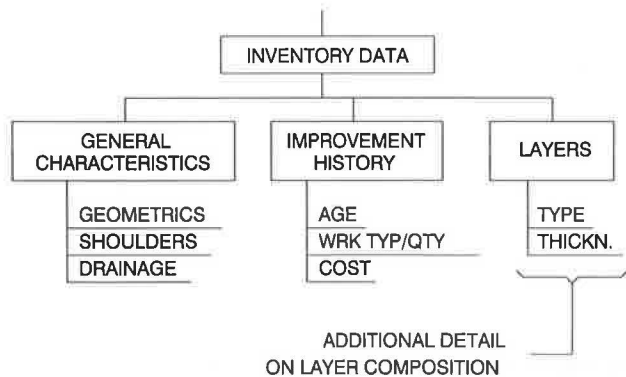 INVENTORY DATA
GENERAL
CHARACTERISTICS
GEOMETRICS
SHOULDERS
DRAINAGE
IMPROVEMENT
HISTORY
AGE
WRK TYP/QTY
COST
LAYERS
TYPE
THICKN.
ADDITIONAL DETAIL
ON LAYER COMPOSITION